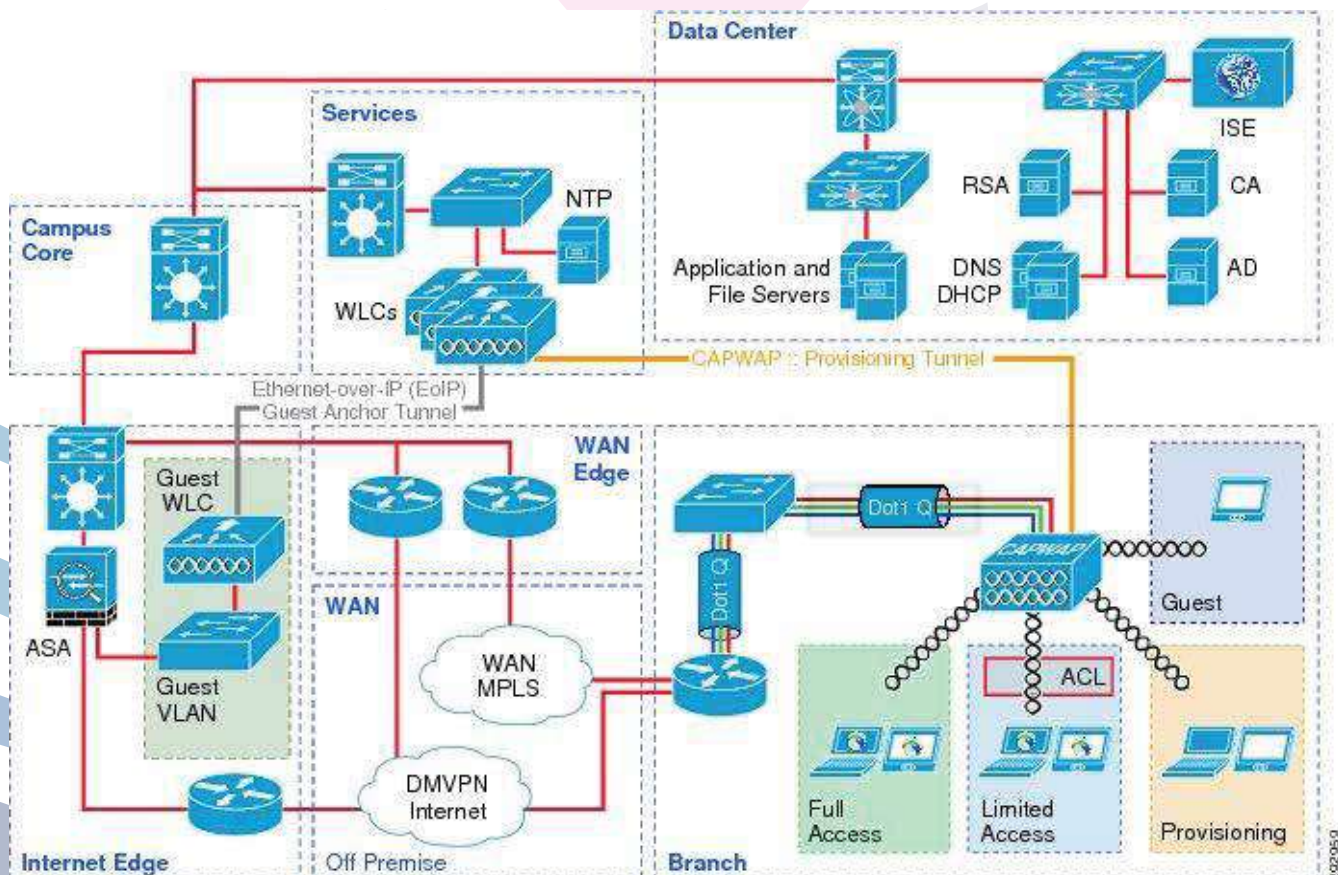 Data Center
Services
ISE
NTP
RSA
CA
Campus
Core
Application and
File Servers
DNS
DHCP
AD
WLCs
CAPWAP :: Provisioning Tunnel
Ethernet-over-IP (EoIP)
Guest Anchor Tunnel
WAN
Edge
Guest
WLC
Dot1 Q
CAPWAP
Dot1 Q
Guest
ASA
WAN
WAN
MPLS
ACL
Guest
VLAN
DMVPN
Internet
Full
Access
Limited
Access
Provisioning
Internet Edge
Off Premise
Branch